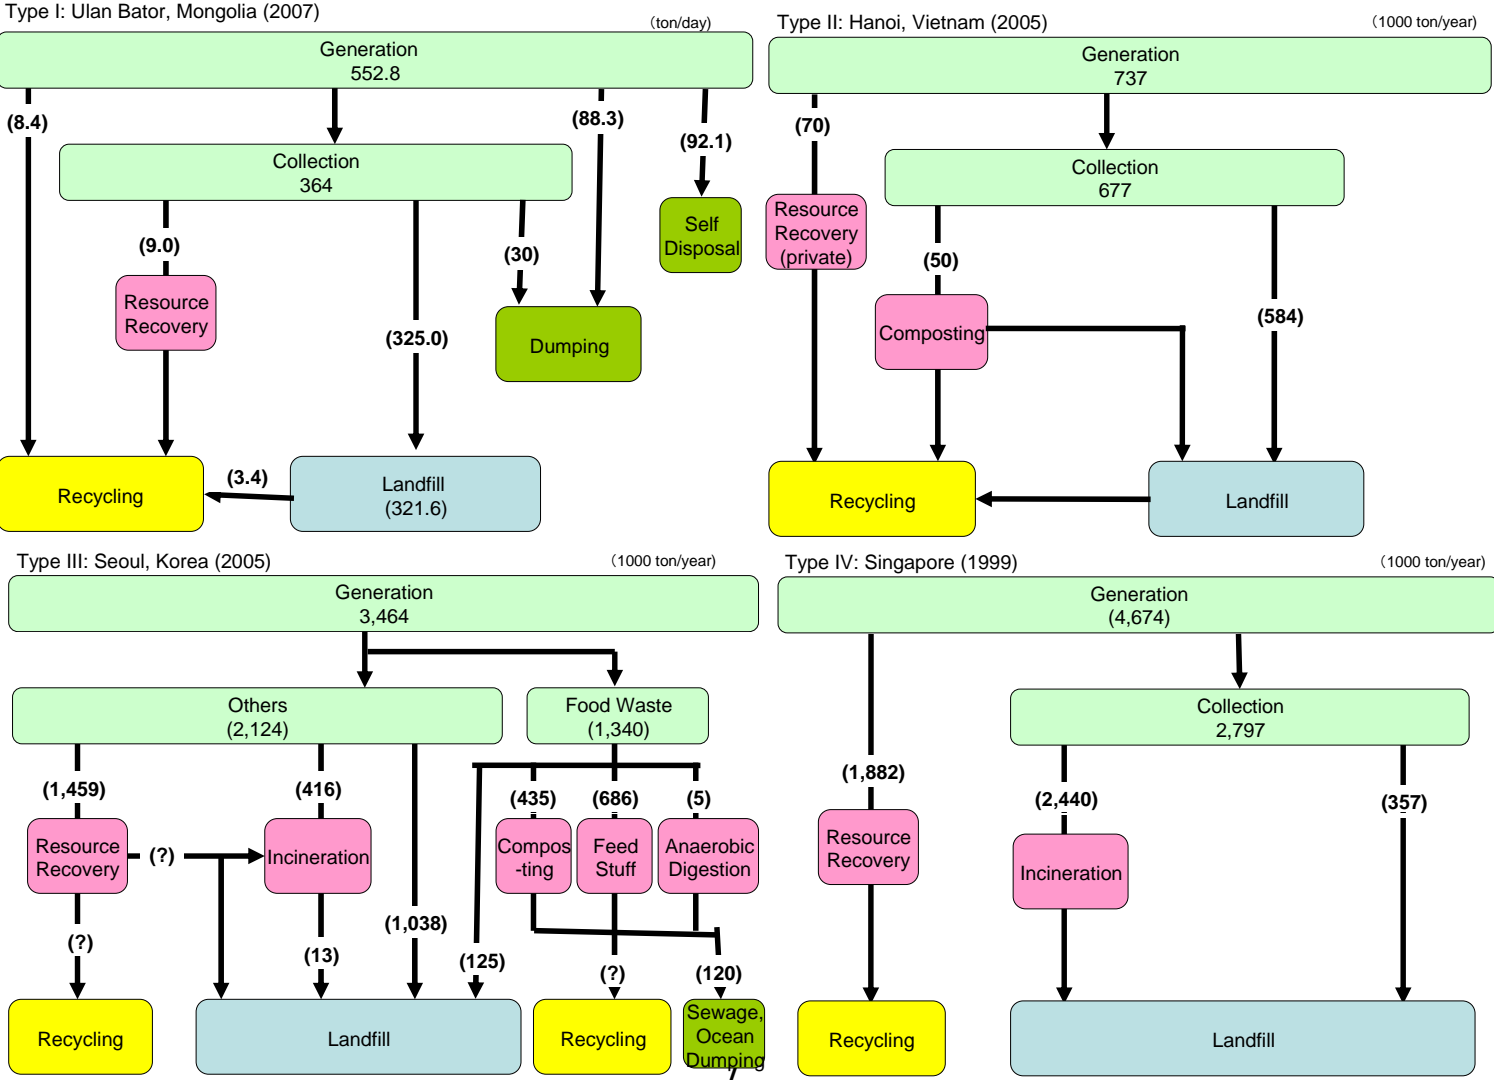 Type I: Ulan Bator, Mongolia (2007)
(ton/day)
Generation
552.8
(8.4)
(88.3)
(92.1)
Collection
364
(9.0)
(30)
Self
Disposal
Resource
Recovery
(325.0)
Dumping
Recycling
(3.4)
Landfill
(321.6)
Type II: Hanoi, Vietnam (2005)
(1000 ton/year)
Generation
737
(70)
Collection
677
Resource
Recovery
(private)
(50)
(584)
Composting
Recycling
Landfill
Type III: Seoul, Korea (2005)
(1000 ton/year)
Generation
3,464
Others
(2,124)
Food Waste
(1,340)
(1,459)
(416)
(435)
(686)
(5)
Resource
Recovery
(?)
Incineration
Compos
-ting
Feed
Stuff
Anaerobic
Digestion
(?)
(13)
(1,038)
(125)
(?)
(120)
Recycling
Landfill
Recycling
Sewage,
Ocean
Dumping
Type IV: Singapore (1999)
(1000 ton/year)
Generation
(4,674)
Collection
2,797
(1,882)
(2,440)
(357)
Resource
Recovery
Incineration
Recycling
Landfill